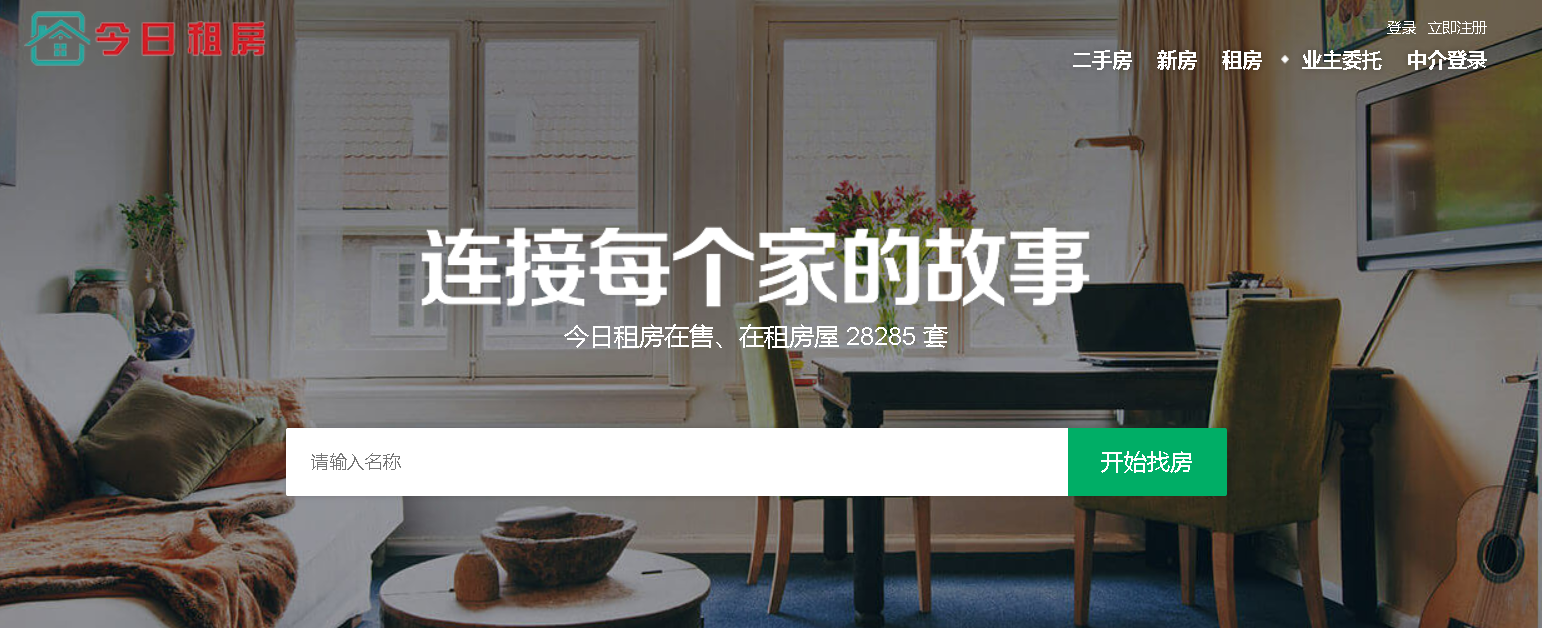 今日租房
登录 立即注册
二手房 新房 租房 业主委托 中介登录
连接每个家的故事
今日租房在售、在租房屋 28285 套
请输入名称
开始找房